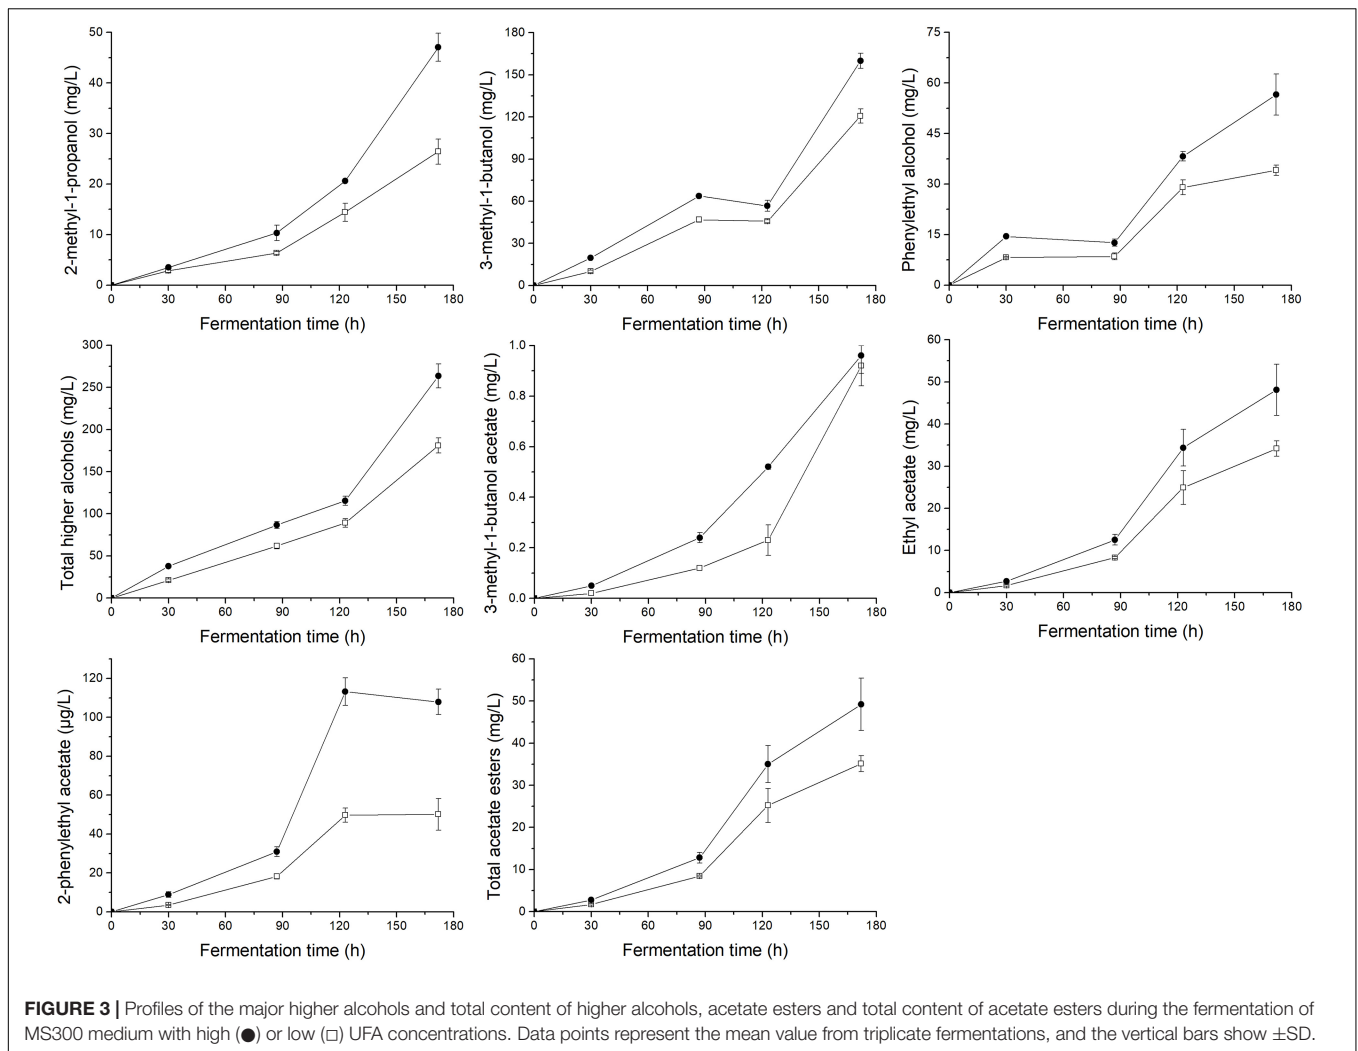 50
40
30
20
10
0
2-methyl-1-propanol (mg/L)
0 30 60 90 120 150 180
Fermentation time (h)
180
150
120
90
60
30
0
3-methyl-1-butanol (mg/L)
0 30 60 90 120 150 180
Fermentation time (h)
75
60
45
30
15
0
Phenylethyl alcohol (mg/L)
0 30 60 90 120 150 180
Fermentation time (h)
300
250
200
150
100
50
0
Total higher alcohols (mg/L)
0 30 60 90 120 150 180
Fermentation time (h)
1.0
0.8
0.6
0.4
0.2
0.0
3-methyl-1-butanol acetate (mg/L)
0 30 60 90 120 150 180
Fermentation time (h)
60
50
40
30
20
10
0
Ethyl acetate (mg/L)
0 30 60 90 120 150 180
Fermentation time (h)
120
100
80
60
40
20
0
2-phenylethyl acetate (µg/L)
0 30 60 90 120 150 180
Fermentation time (h)
60
50
40
30
20
10
0
Total acetate esters (mg/L)
0 30 60 90 120 150 180
Fermentation time (h)
FIGURE 3 | Profiles of the major higher alcohols and total content of higher alcohols, acetate esters and total content of acetate esters during the fermentation of
MS300 medium with high (●) or low (□) UFA concentrations. Data points represent the mean value from triplicate fermentations, and the vertical bars show ±SD.